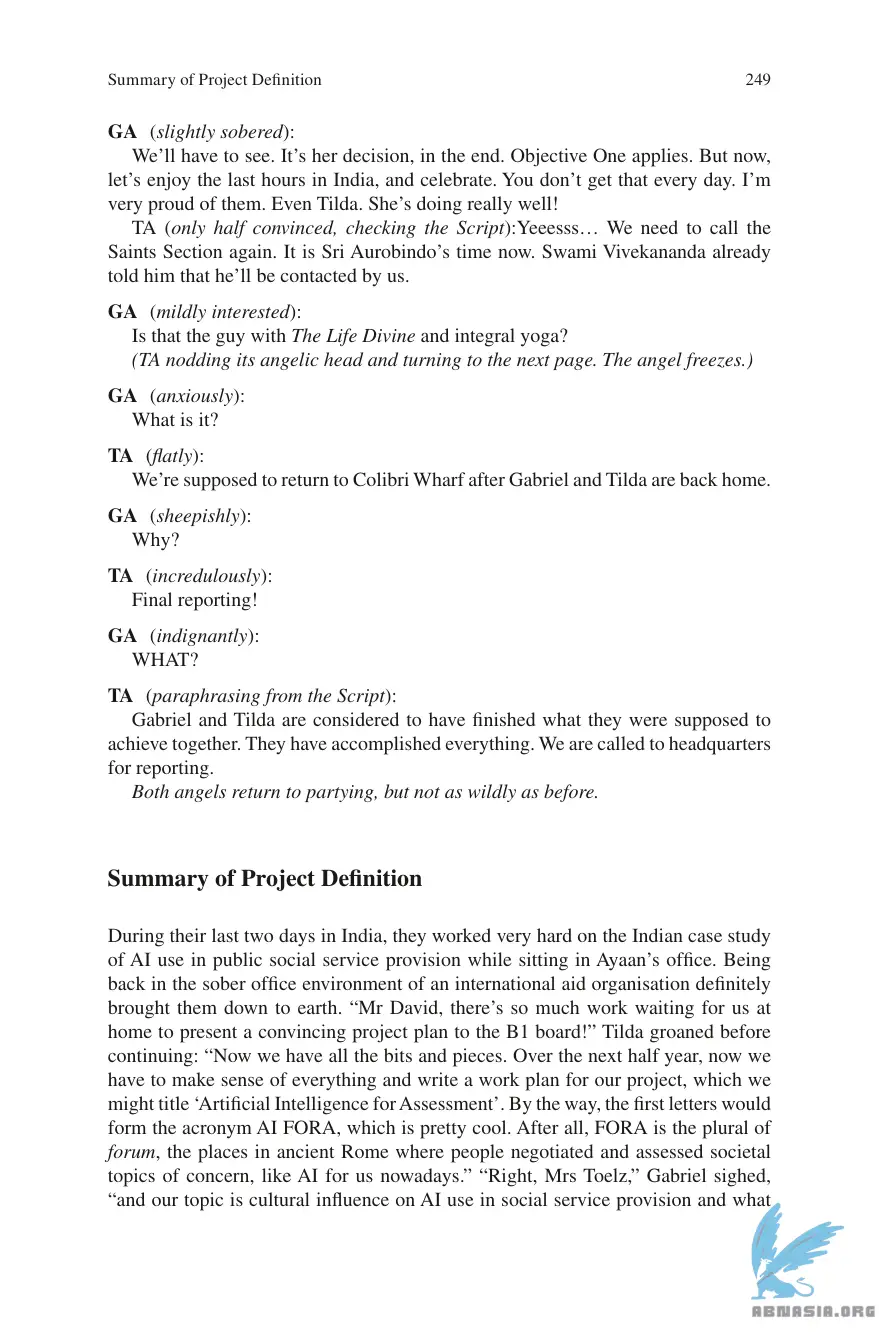 Summary of Project Definition 249
GA (slightly sobered):
We’ll have to see. It’s her decision, in the end. Objective One applies. But now,
let’s enjoy the last hours in India, and celebrate. You don’t get that every day. I’m
very proud of them. Even Tilda. She’s doing really well!
TA (only half convinced, checking the Script):Yeeesss… We need to call the
Saints Section again. It is Sri Aurobindo’s time now. Swami Vivekananda already
told him that he’ll be contacted by us.
GA (mildly interested):
Is that the guy with The Life Divine and integral yoga?
(TA nodding its angelic head and turning to the next page. The angel freezes.)
GA (anxiously):
What is it?
TA (flatly):
We’re supposed to return to Colibri Wharf after Gabriel and Tilda are back home.
GA (sheepishly):
Why?
TA (incredulously):
Final reporting!
GA (indignantly):
WHAT?
TA (paraphrasing from the Script):
Gabriel and Tilda are considered to have finished what they were supposed to
achieve together. They have accomplished everything. We are called to headquarters
for reporting.
Both angels return to partying, but not as wildly as before.
Summary of Project Definition
During their last two days in India, they worked very hard on the Indian case study
of AI use in public social service provision while sitting in Ayaan’s office. Being
back in the sober office environment of an international aid organisation definitely
brought them down to earth. “Mr David, there’s so much work waiting for us at
home to present a convincing project plan to the B1 board!” Tilda groaned before
continuing: “Now we have all the bits and pieces. Over the next half year, now we
have to make sense of everything and write a work plan for our project, which we
might title ‘Artificial Intelligence for Assessment’. By the way, the first letters would
form the acronym AI FORA, which is pretty cool. After all, FORA is the plural of
forum, the places in ancient Rome where people negotiated and assessed societal
topics of concern, like AI for us nowadays.” “Right, Mrs Toelz,” Gabriel sighed,
“and our topic is cultural influence on AI use in social service provision and what
ABNASIA.ORG